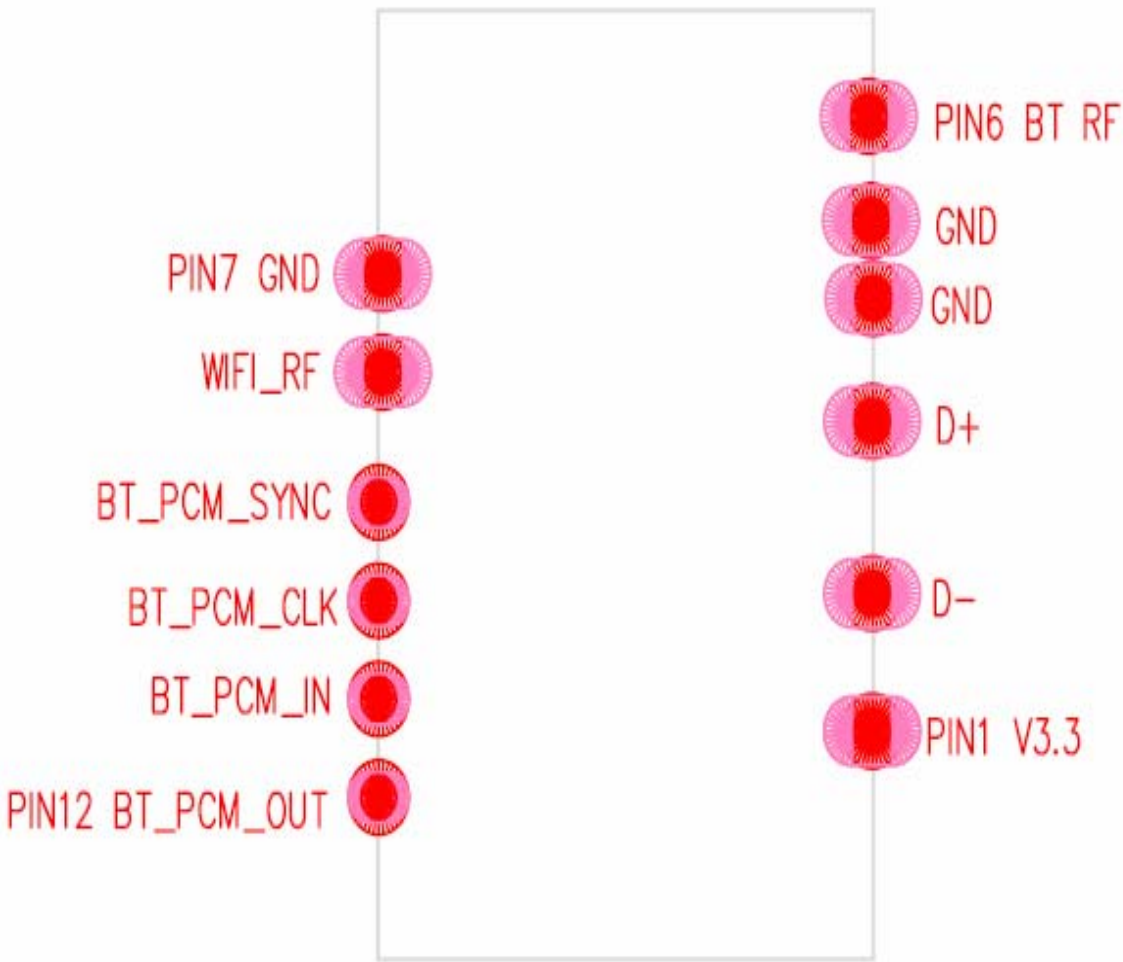 PIN6 BT RF
GND
PIN7 GND
GND
WIFI_RF
D+
BT_PCM_SYNC
BT_PCM_CLK
D-
BT_PCM_IN
PIN1 V3.3
PIN12 BT_PCM_OUT